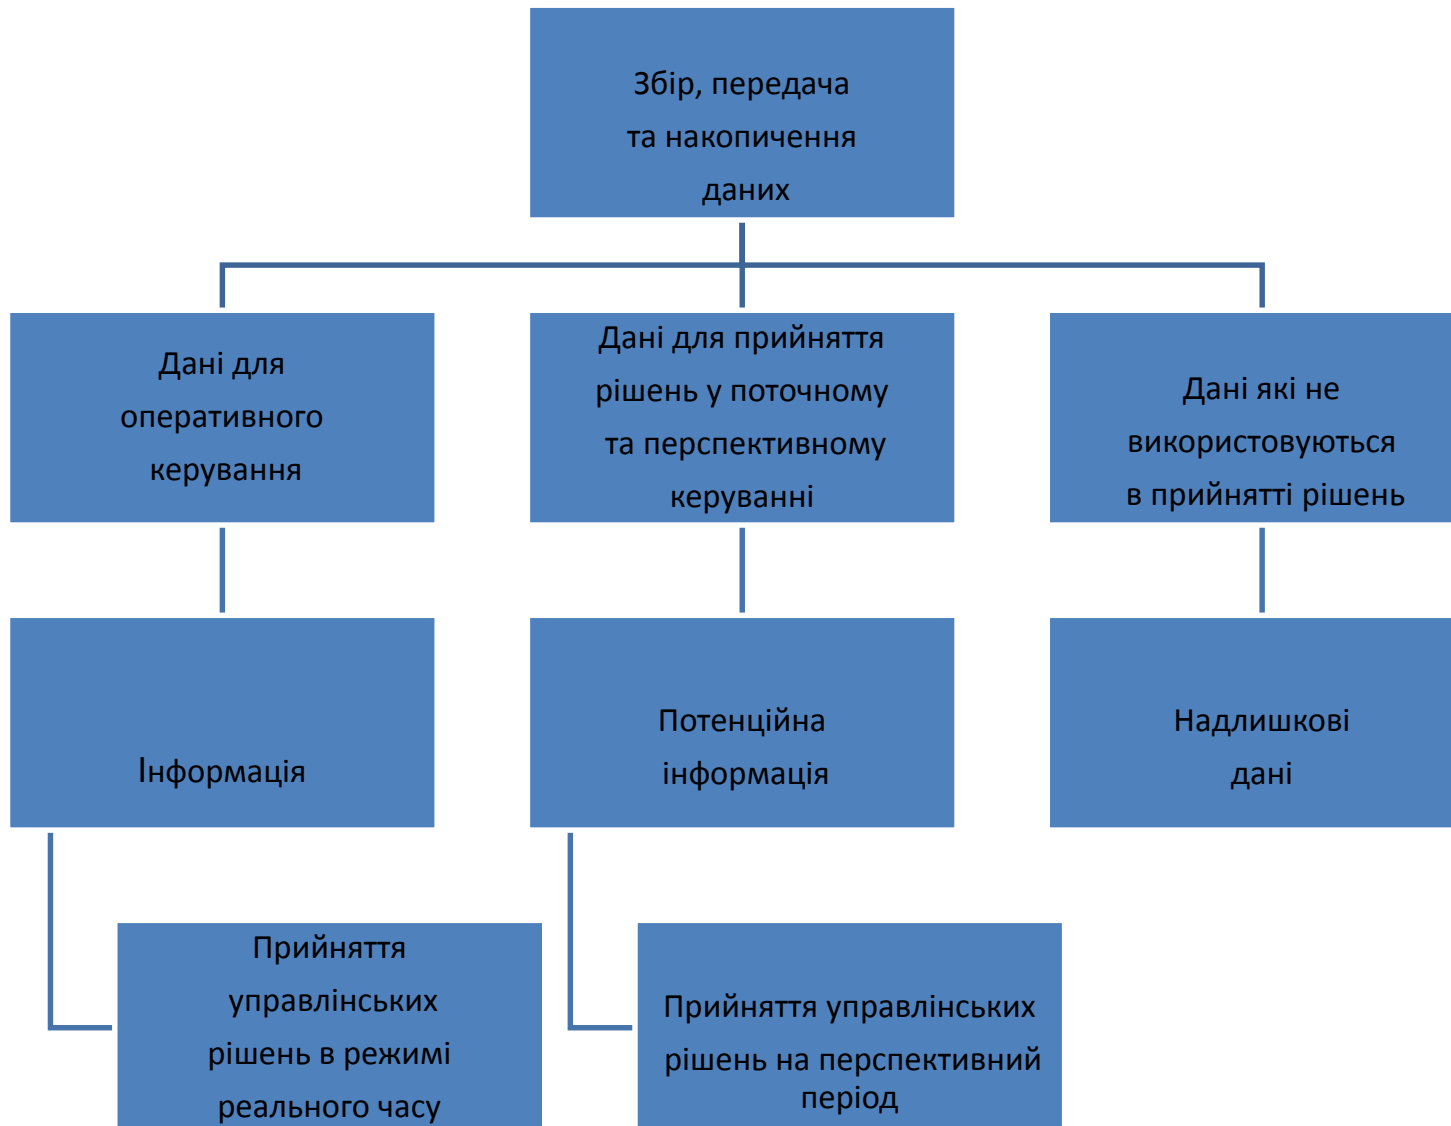 Збір, передача
та накопичення
даних
Дані для
оперативного
керування
Дані для прийняття
рішень у поточному
та перспективному
керуванні
Дані які не
використовуються
в прийнятті рішень
Інформація
Потенційна
інформація
Надлишкові
дані
Прийняття
управлінських
рішень в режимі
реального часу
Прийняття управлінських
рішень на перспективний
період